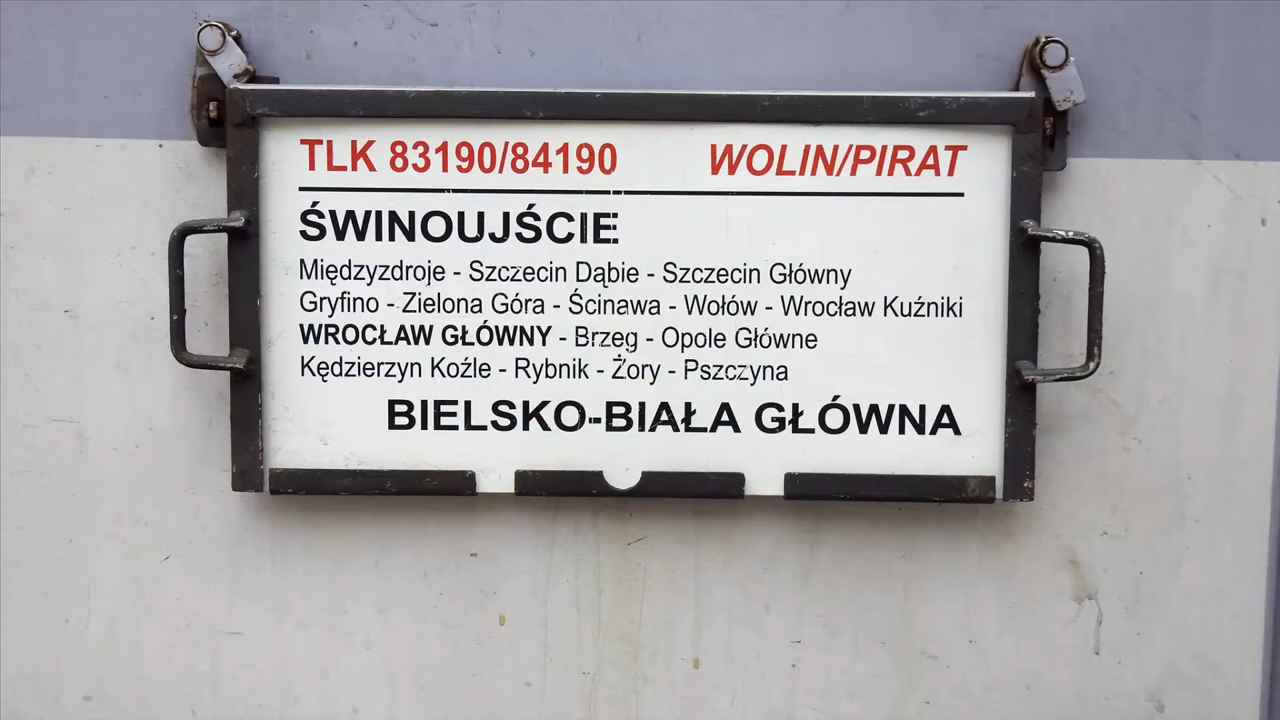 TLK 83190/84190 WOLIN/PIRAT
ŚWINOUJŚCIE
Międzyzdroje - Szczecin Dąbie - Szczecin Główny
Gryfino - Zielona Góra - Ścinawa - Wołów - Wrocław Kuźniki
WROCŁAW GŁÓWNY - Brzeg - Opole Główne
Kędzierzyn Koźle - Rybnik - Żory - Pszczyna
BIELSKO-BIAŁA GŁÓWNA